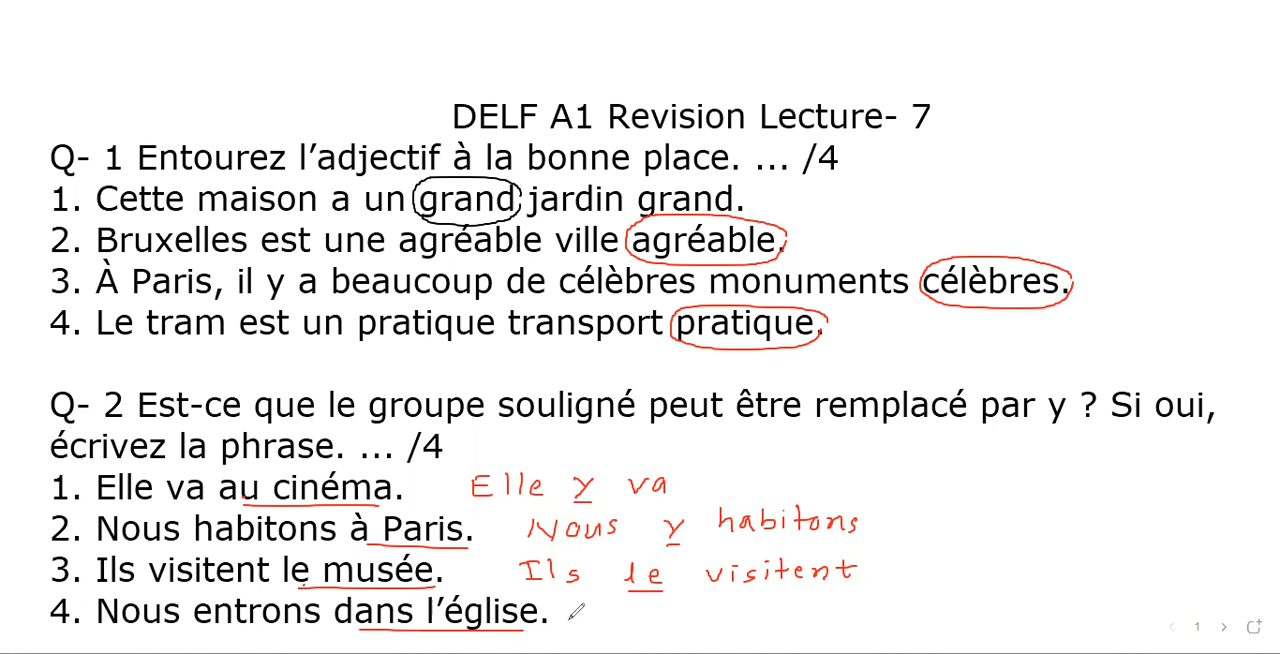 DELF A1 Revision Lecture- 7
Q- 1 Entourez l’adjectif à la bonne place. ... /4
1. Cette maison a un grand jardin grand.
2. Bruxelles est une agréable ville agréable.
3. À Paris, il y a beaucoup de célèbres monuments célèbres.
4. Le tram est un pratique transport pratique.
Q- 2 Est-ce que le groupe souligné peut être remplacé par y ? Si oui,
écrivez la phrase. ... /4
1. Elle va au cinéma. Elle y va
2. Nous habitons à Paris. Nous y habitons
3. Ils visitent le musée. Ils le visitent
4. Nous entrons dans l’église.
1